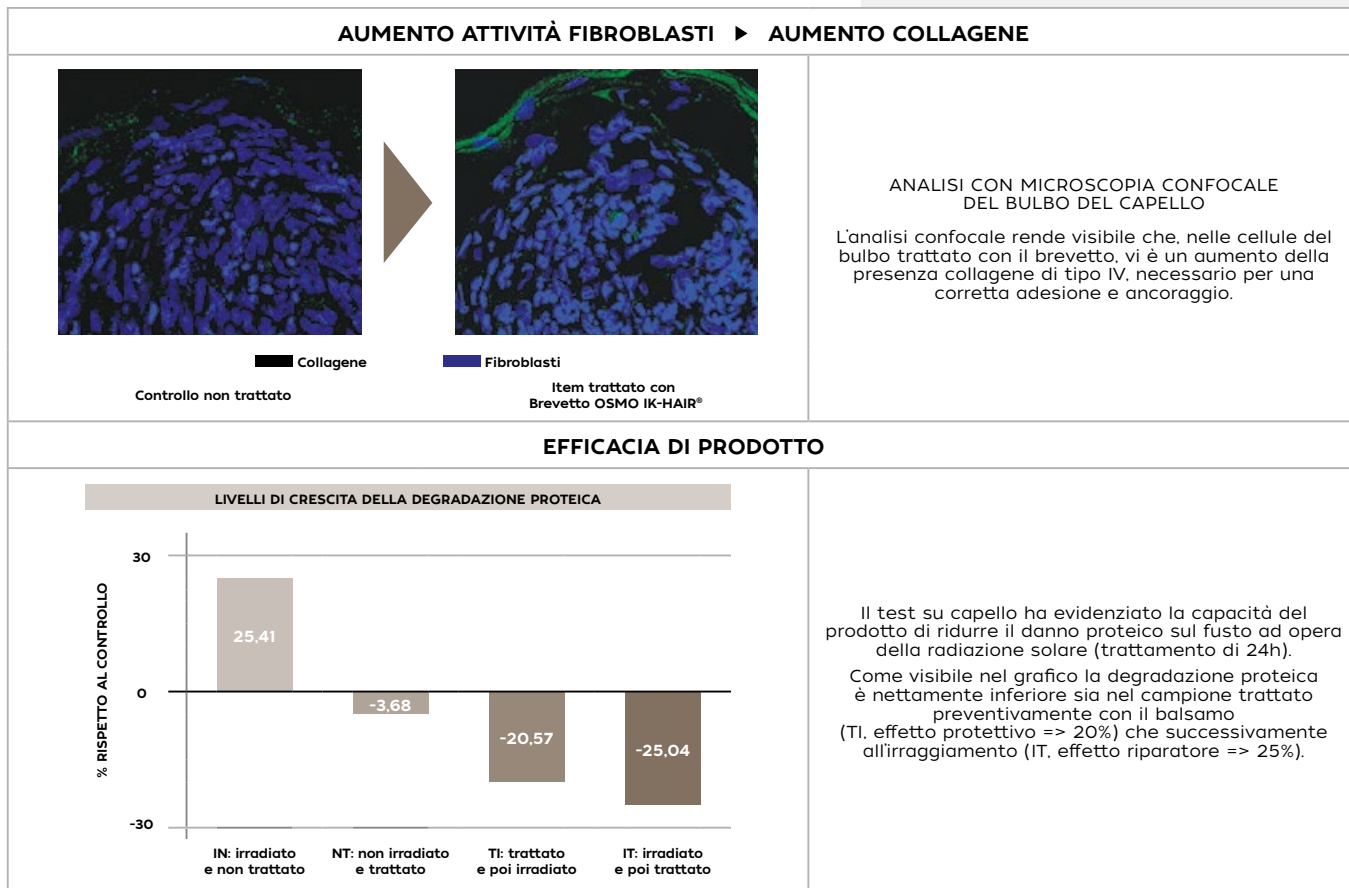 AUMENTO ATTIVITÀ FIBROBLASTI ▶ AUMENTO COLLAGENE
Collagene
Fibroblasti
Controllo non trattato
Item trattato con
Brevetto OSMO IK-HAIR®
ANALISI CON MICROSCOPIA CONFOCALE
DEL BULBO DEL CAPELLO
L'analisi confocale rende visibile che, nelle cellule del
bulbo trattato con il brevetto, vi è un aumento della
presenza collagene di tipo IV, necessario per una
corretta adesione e ancoraggio.
EFFICACIA DI PRODOTTO
LIVELLI DI CRESCITA DELLA DEGRADAZIONE PROTEICA
% RISPETTO AL CONTROLLO
30
0
-30
25,41
-3,68
-20,57
-25,04
IN: irradiato
e non trattato
NT: non irradiato
e trattato
TI: trattato
e poi irradiato
IT: irradiato
e poi trattato
Il test su capello ha evidenziato la capacità del
prodotto di ridurre il danno proteico sul fusto ad opera
della radiazione solare (trattamento di 24h).
Come visibile nel grafico la degradazione proteica
è nettamente inferiore sia nel campione trattato
preventivamente con il balsamo
(TI, effetto protettivo => 20%) che successivamente
all'irraggiamento (IT, effetto riparatore => 25%).